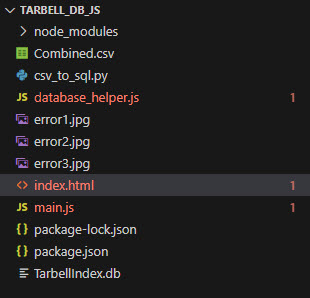 TARBELL_DB_JS
node_modules
Combined.csv
csv_to_sql.py
JS database_helper.js 1
error1.jpg
error2.jpg
error3.jpg
<> index.html 1
JS main.js 1
{} package-lock.json
{} package.json
TarbellIndex.db